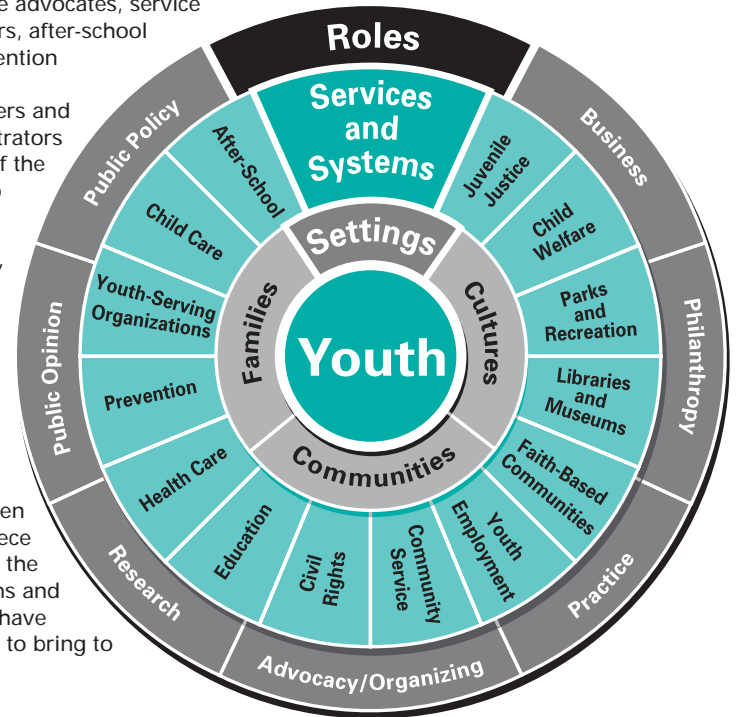 e advocates, service
rs, after-school
ention
ers and
trators
f the
,
en
ece
the
ns and
have
to bring to
Roles
Services
and
Systems
Settings
Youth
Families
Cultures
Communities
After-School
Juvenile
Justice
Child
Welfare
Parks
and
Recreation
Libraries
and
Museums
Faith-Based
Communities
Youth
Employment
Community
Service
Civil
Rights
Education
Health Care
Prevention
Youth-Serving
Organizations
Child Care
Public Policy
Business
Philanthropy
Practice
Advocacy/Organizing
Research
Public Opinion